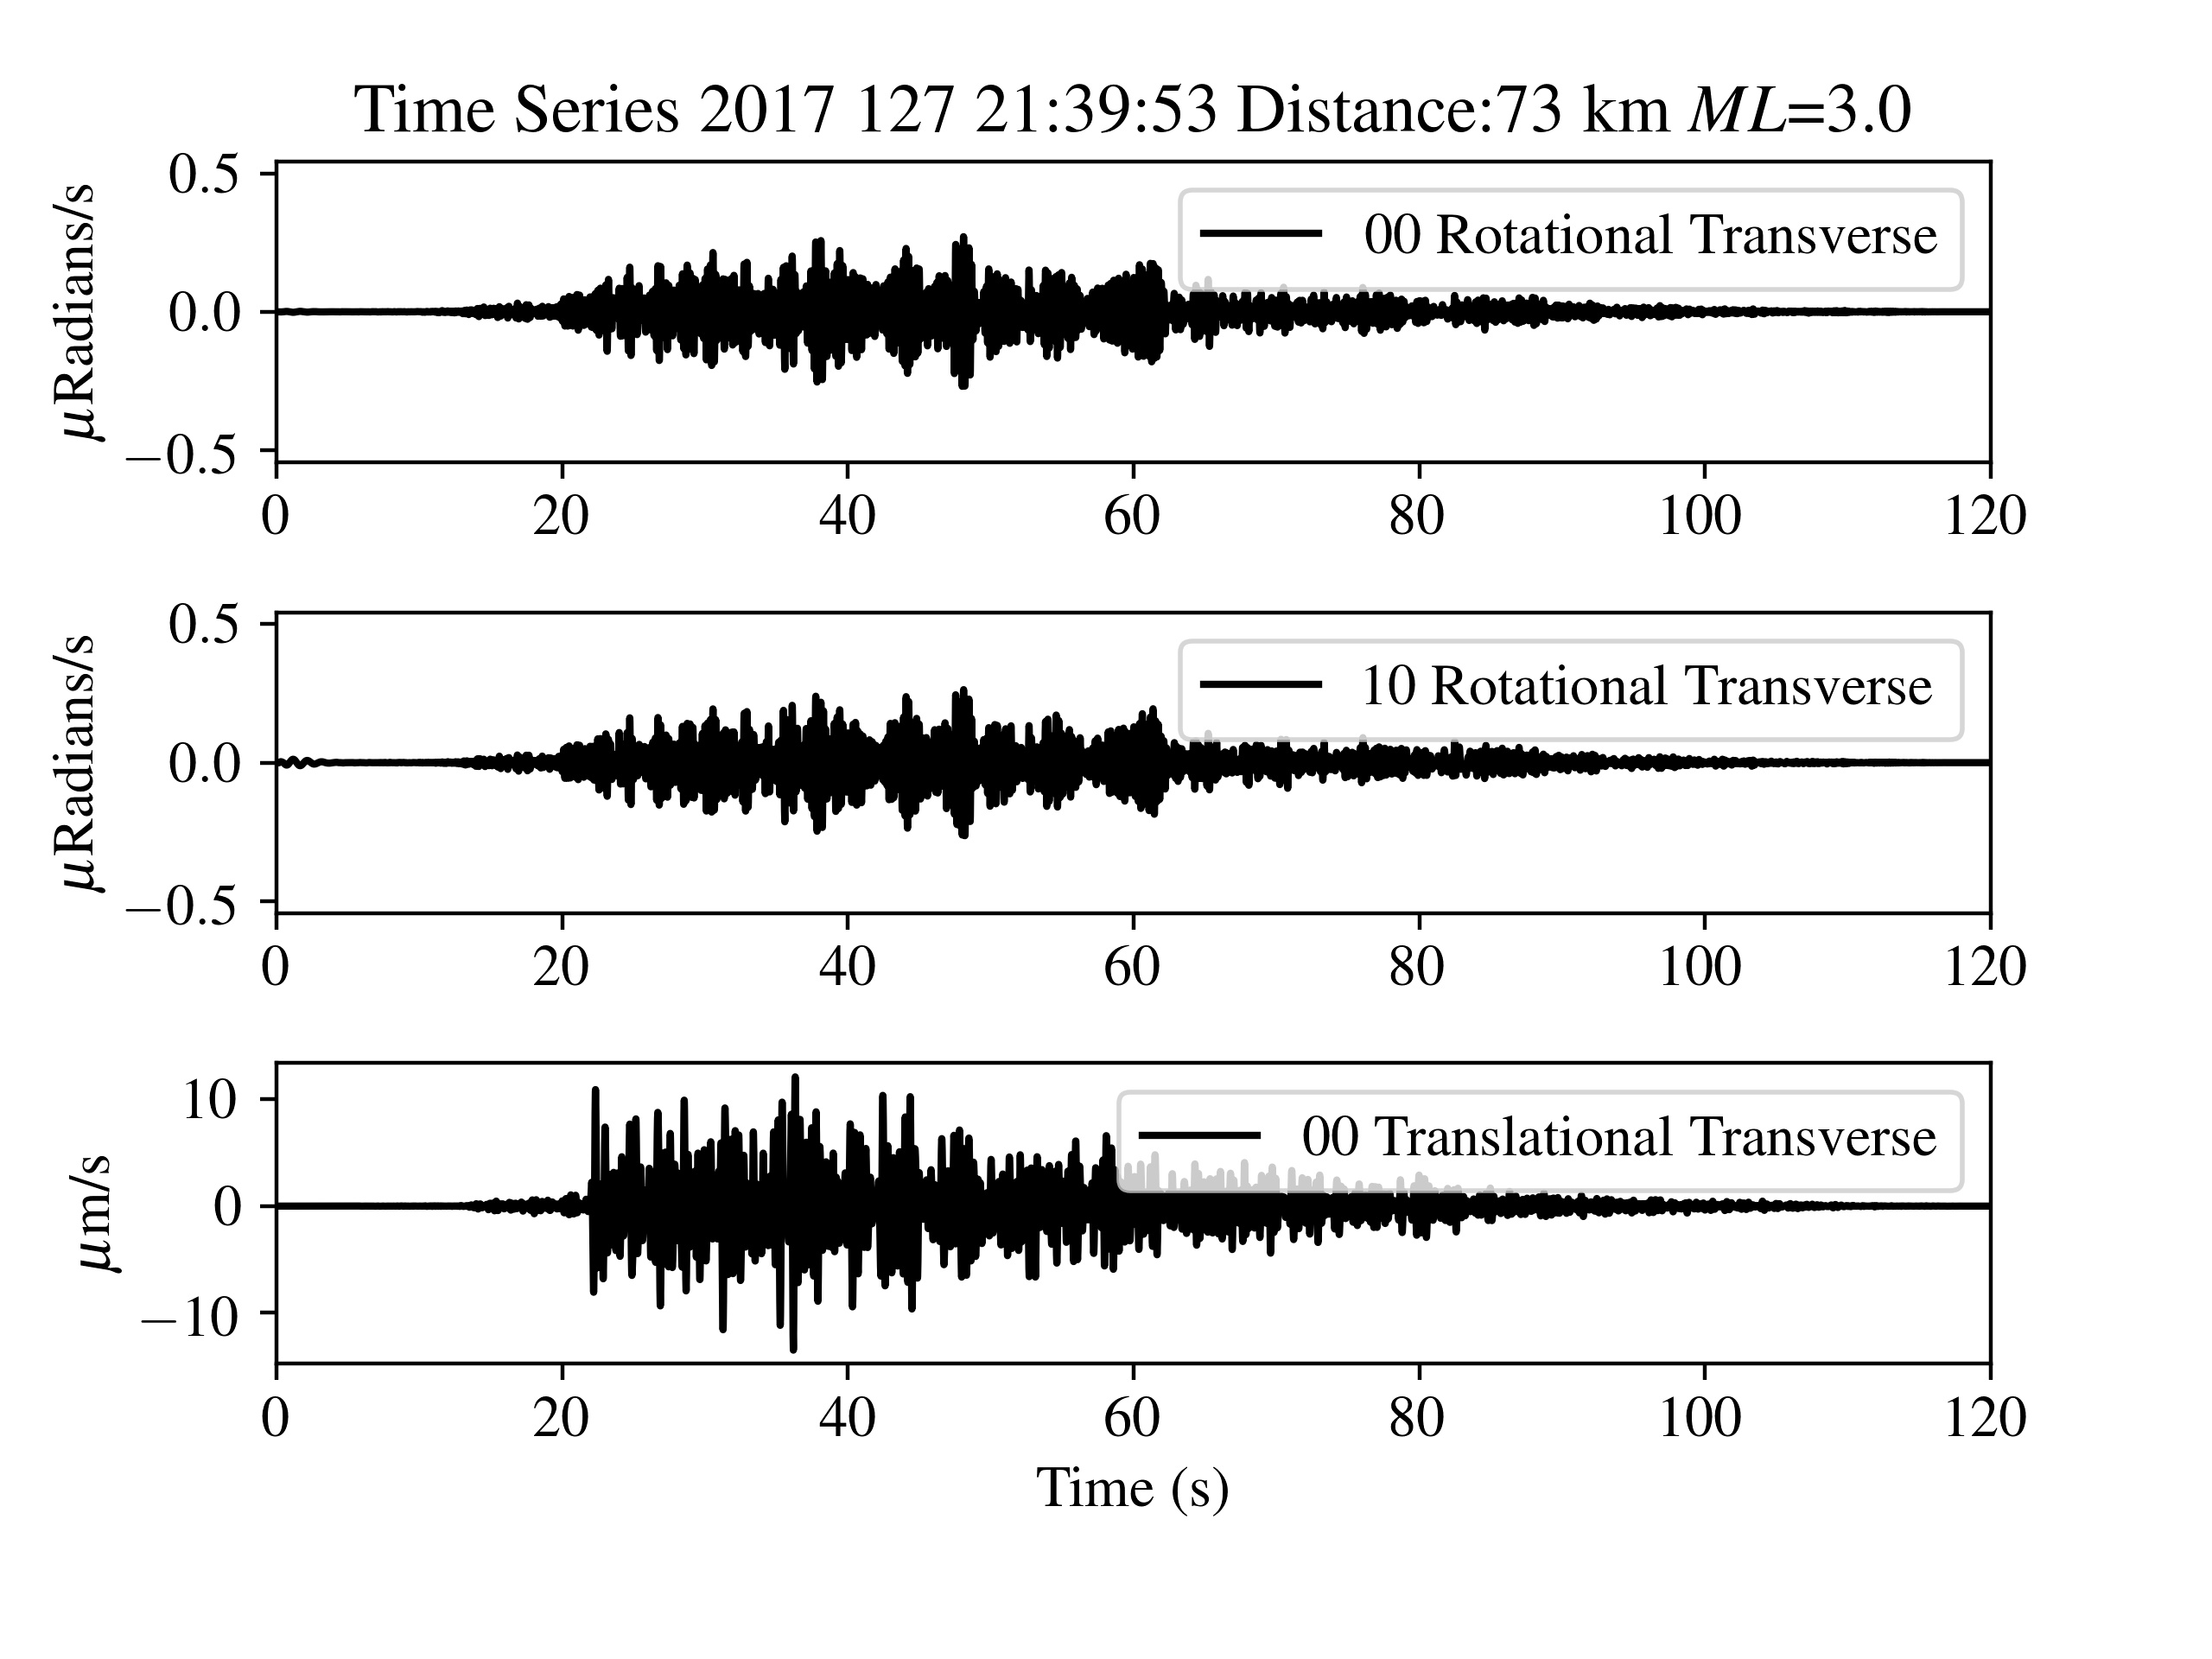 Time Series 2017 127 21:39:53 Distance:73 km ML=3.0
0.5
0.0
−0.5
μRadians/s
00 Rotational Transverse
0 20 40 60 80 100 120
0.5
0.0
−0.5
μRadians/s
10 Rotational Transverse
0 20 40 60 80 100 120
10
0
−10
μm/s
00 Translational Transverse
0 20 40 60 80 100 120
Time (s)